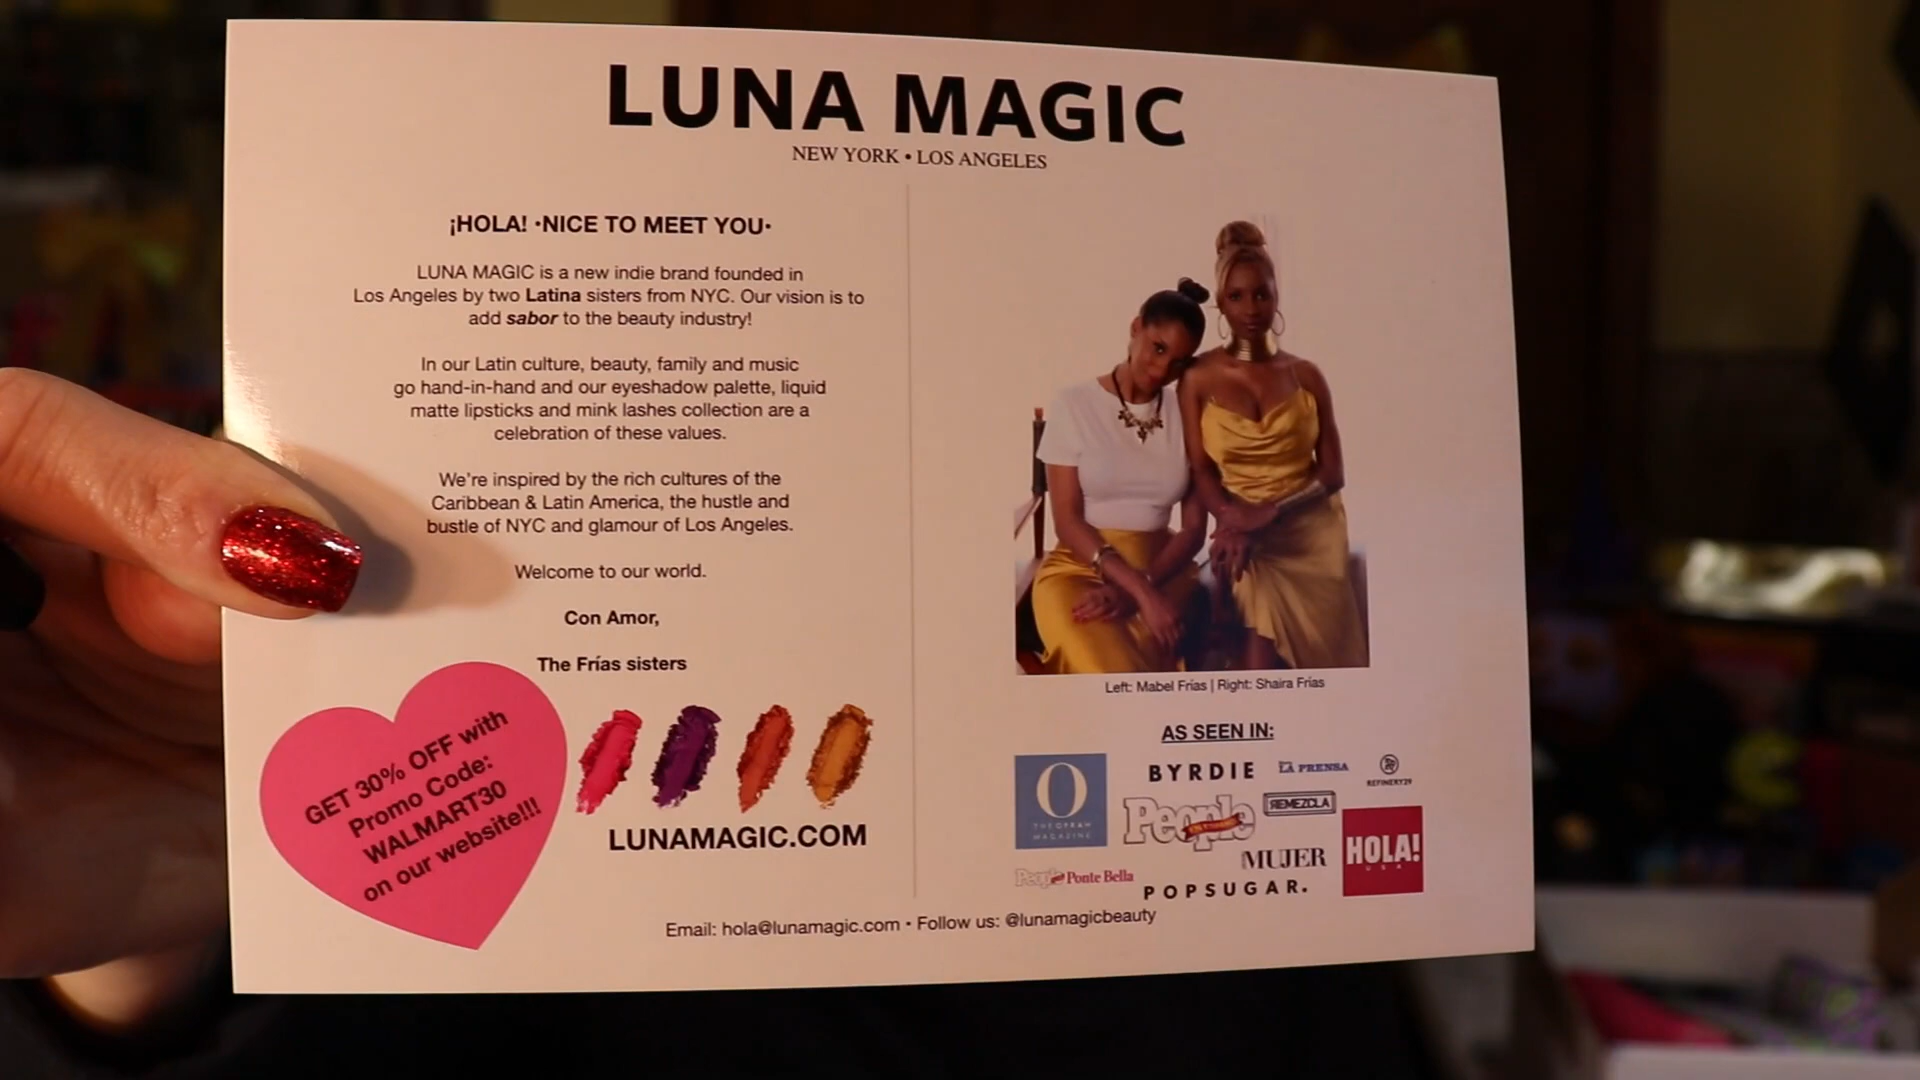 LUNA MAGIC
NEW YORK • LOS ANGELES
¡HOLA! •NICE TO MEET YOU•
LUNA MAGIC is a new indie brand founded in
Los Angeles by two Latina sisters from NYC. Our vision is to
add sabor to the beauty industry!
In our Latin culture, beauty, family and music
go hand-in-hand and our eyeshadow palette, liquid
matte lipsticks and mink lashes collection are a
celebration of these values.
We're inspired by the rich cultures of the
Caribbean & Latin America, the hustle and
bustle of NYC and glamour of Los Angeles.
Welcome to our world.
Con Amor,
The Frías sisters
GET 30% OFF with
Promo Code:
WALMART30
on our website!!!
LUNAMAGIC.COM
Left: Mabel Frías | Right: Shaira Frías
AS SEEN IN:
O
THE OPRAH
MAGAZINE
BYRDIE
LA PRENSA
REFINERY29
People
EN ESPAÑOL
REMEZCLA
HOLA!
USA
MUJER
People Ponte Bella
POPSUGAR.
Email: hola@lunamagic.com • Follow us: @lunamagicbeauty